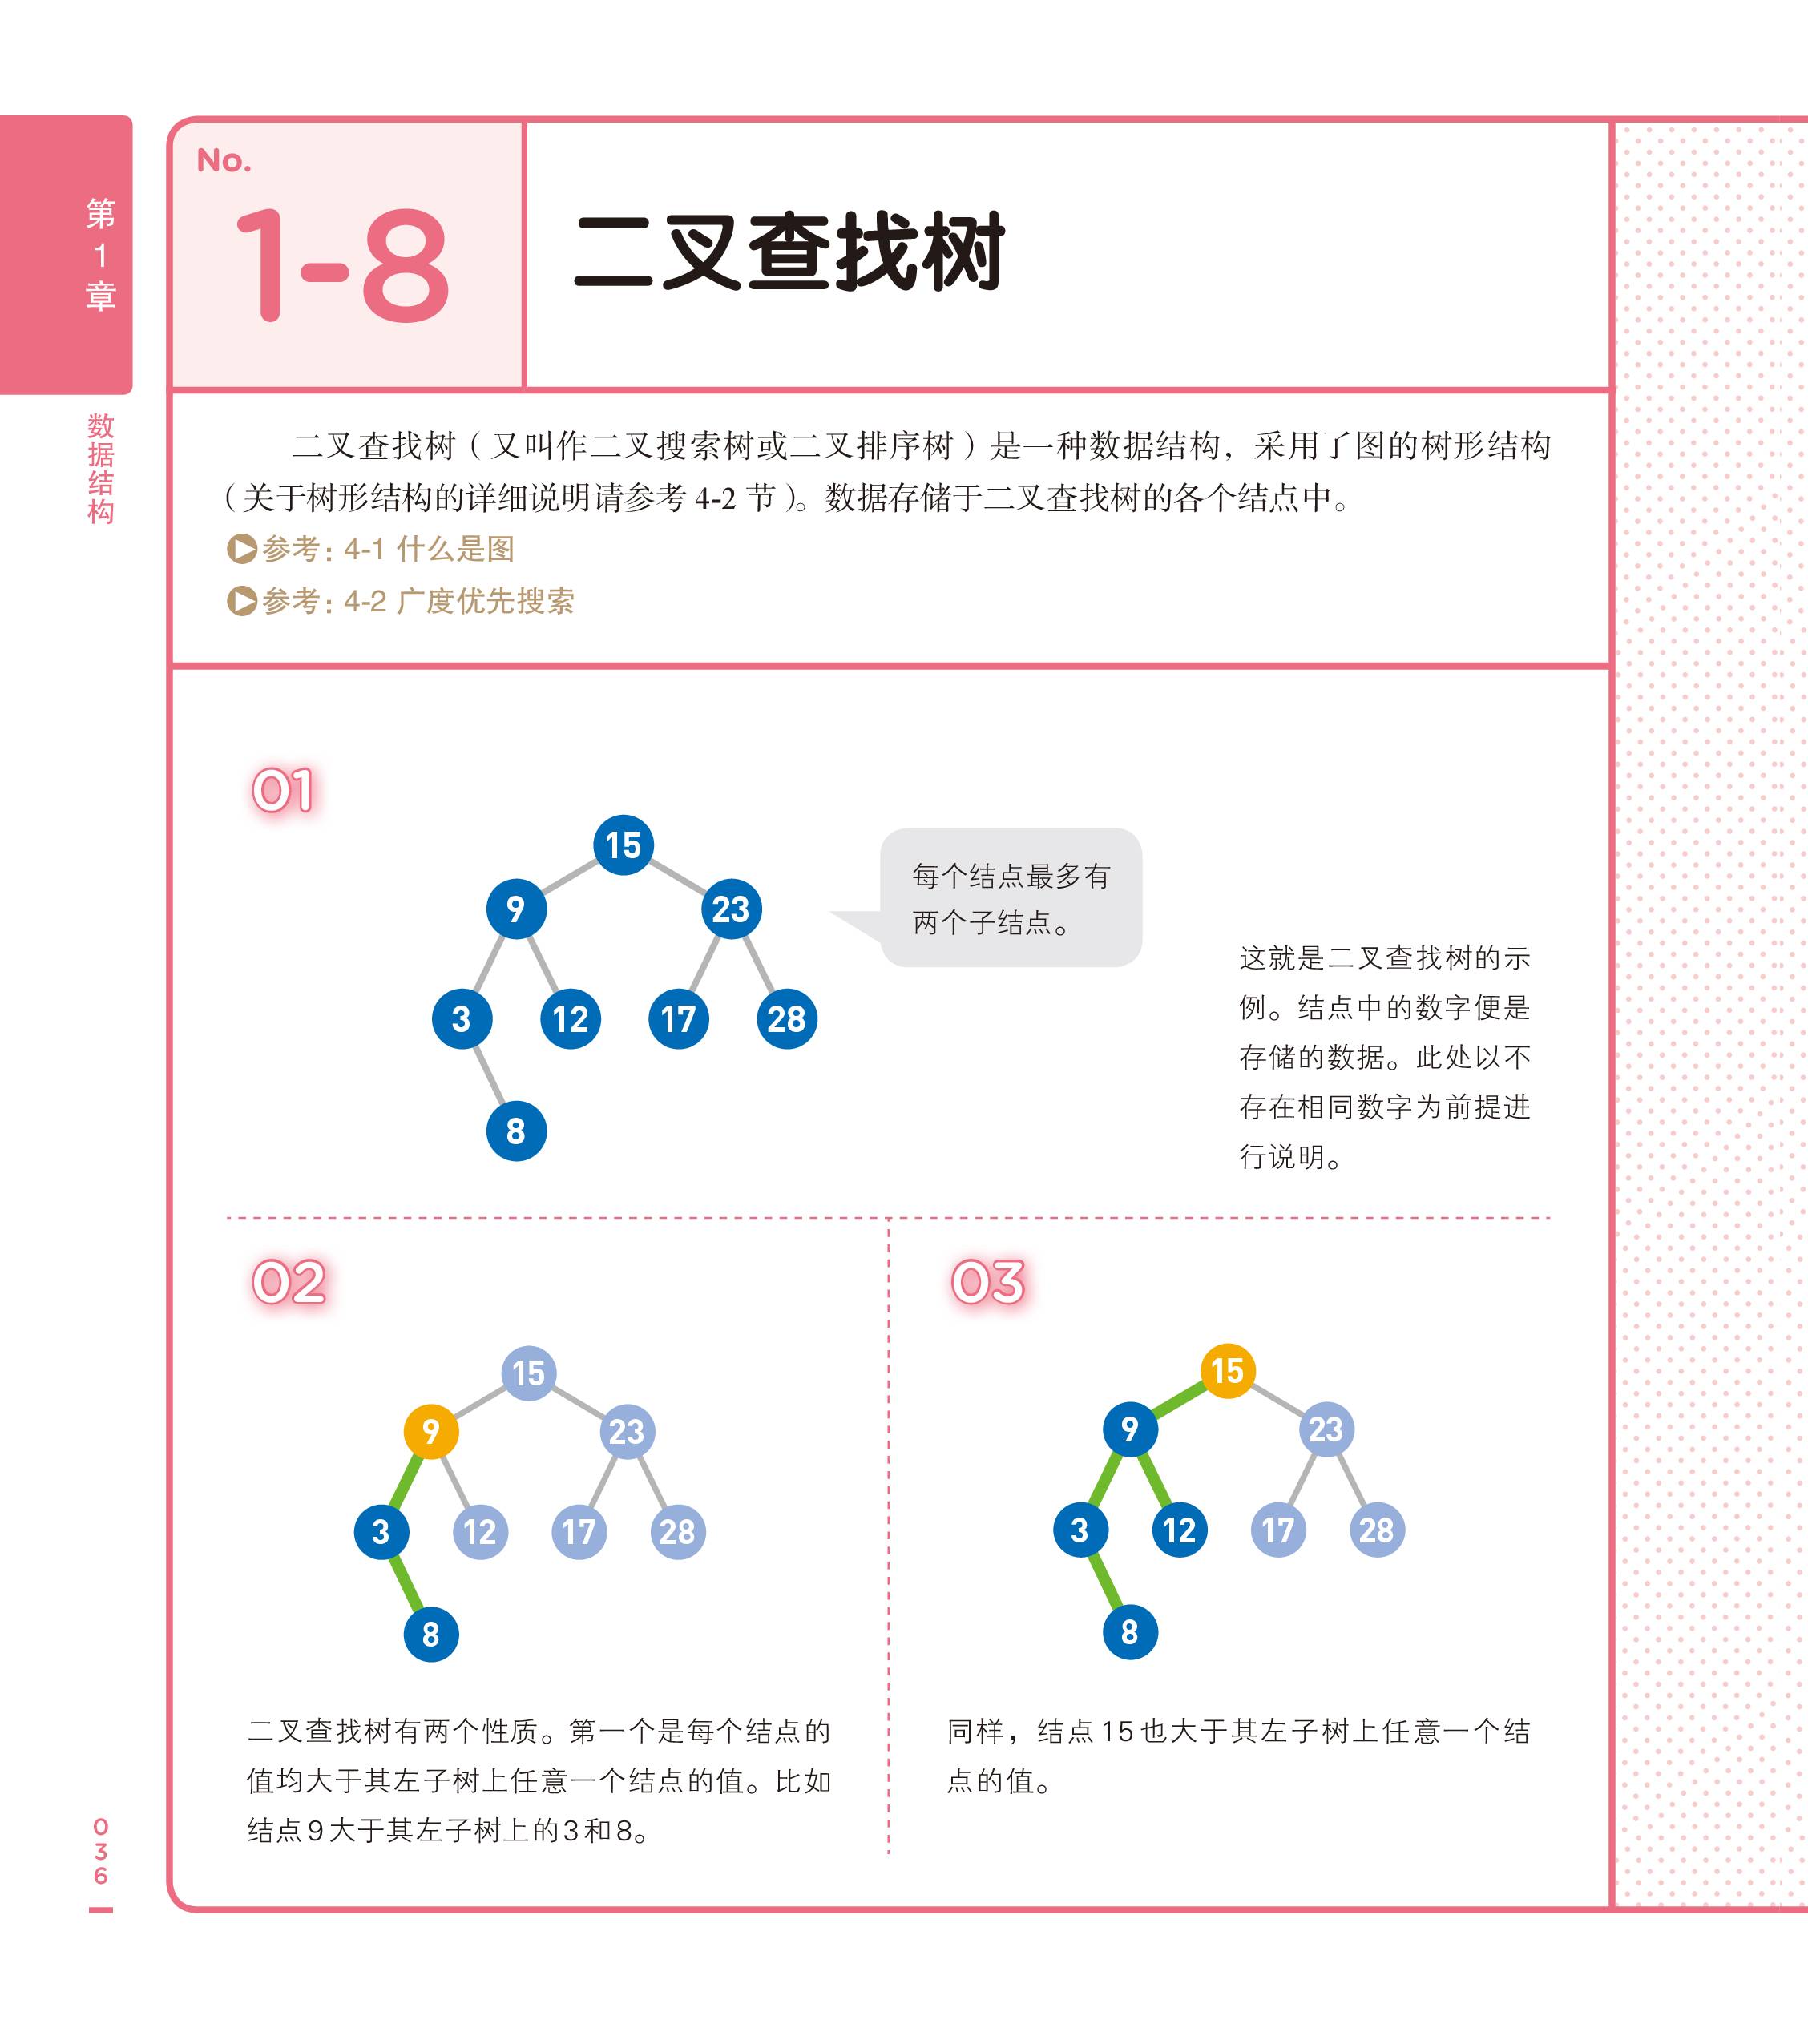 第1章
数据结构
No.
1-8
二叉查找树
二叉查找树（又叫作二叉搜索树或二叉排序树）是一种数据结构，采用了图的树形结构
（关于树形结构的详细说明请参考 4-2 节）。数据存储于二叉查找树的各个结点中。
参考：4-1 什么是图
参考：4-2 广度优先搜索
01
15
9 23
3 12 17 28
8
每个结点最多有
两个子结点。
这就是二叉查找树的示
例。结点中的数字便是
存储的数据。此处以不
存在相同数字为前提进
行说明。
02
15
9 23
3 12 17 28
8
二叉查找树有两个性质。第一个是每个结点的
值均大于其左子树上任意一个结点的值。比如
结点9大于其左子树上的3和8。
03
15
9 23
3 12 17 28
8
同样，结点15也大于其左子树上任意一个结
点的值。
036